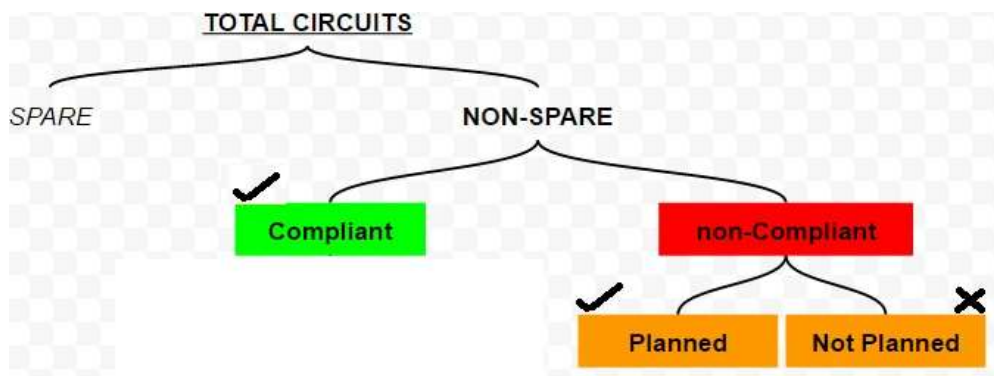 TOTAL CIRCUITS
SPARE
NON-SPARE
Compliant
non-Compliant
Planned
Not Planned